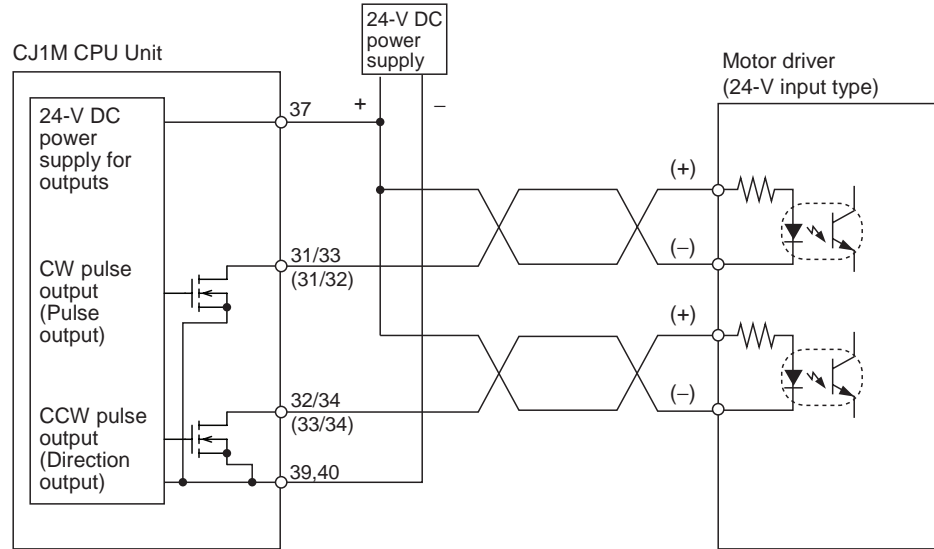 24-V DC
power
supply
CJ1M CPU Unit
Motor driver
(24-V input type)
+
–
37
24-V DC
power
supply for
outputs
(+)
31/33
(31/32)
(–)
CW pulse
output
(Pulse
output)
(+)
32/34
(33/34)
(–)
CCW pulse
output
(Direction
output)
39,40